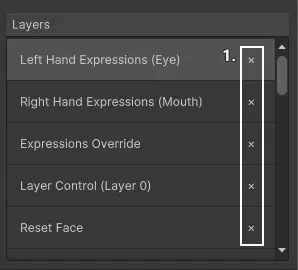 Layers
Left Hand Expressions (Eye) 1. ×
Right Hand Expressions (Mouth) ×
Expressions Override ×
Layer Control (Layer 0) ×
Reset Face ×